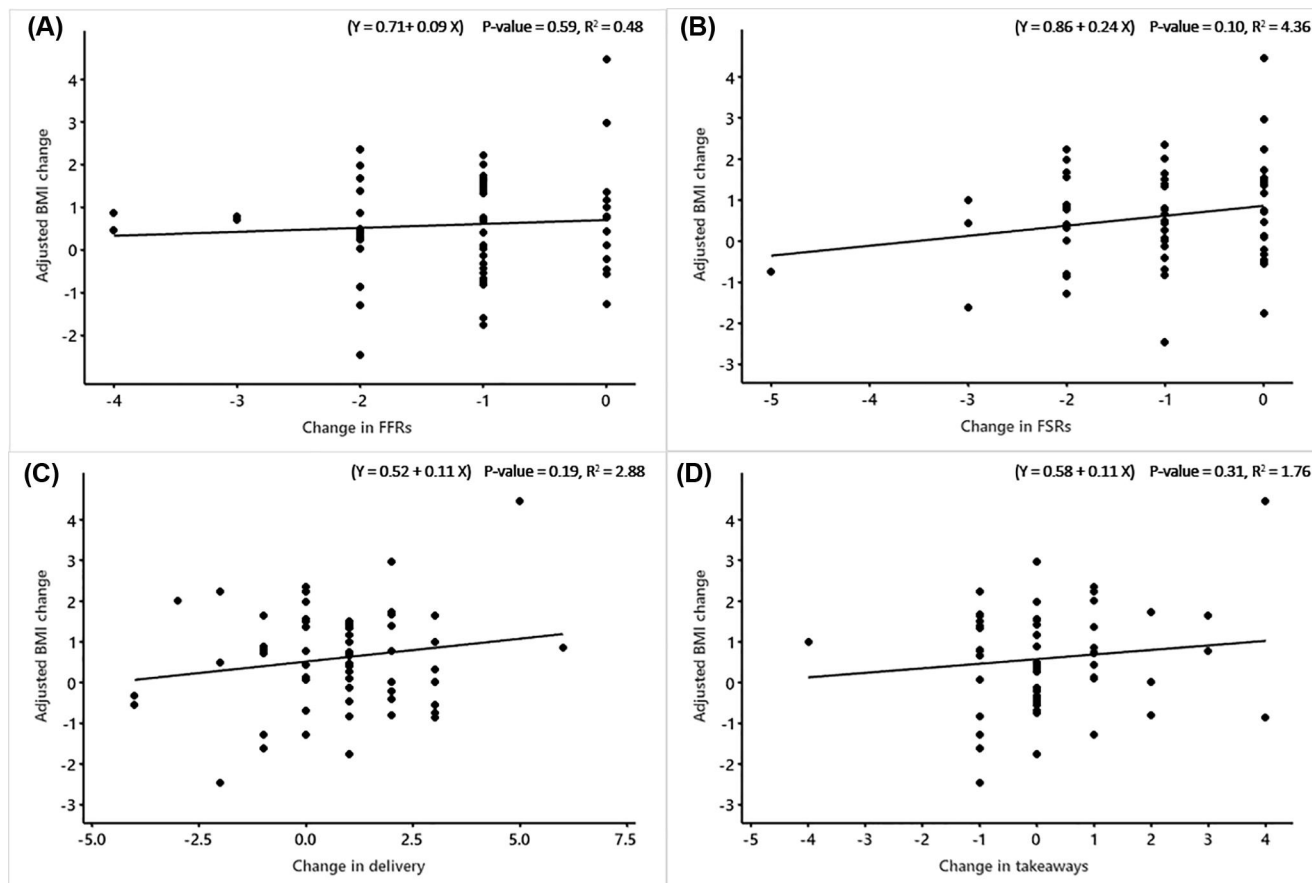 (A)
(Y = 0.71+ 0.09 X) P-value = 0.59, R² = 0.48
Adjusted BMI change
4
3
2
1
0
-1
-2
-4 -3 -2 -1 0
Change in FFRs
(B)
(Y = 0.86 + 0.24 X) P-value = 0.10, R² = 4.36
Adjusted BMI change
4
3
2
1
0
-1
-2
-3
-5 -4 -3 -2 -1 0
Change in FSRs
(C)
(Y = 0.52 + 0.11 X) P-value = 0.19, R² = 2.88
Adjusted BMI change
4
3
2
1
0
-1
-2
-3
-5.0 -2.5 0.0 2.5 5.0 7.5
Change in delivery
(D)
(Y = 0.58 + 0.11 X) P-value = 0.31, R² = 1.76
Adjusted BMI change
4
3
2
1
0
-1
-2
-3
-4 -3 -2 -1 0 1 2 3 4
Change in takeaways